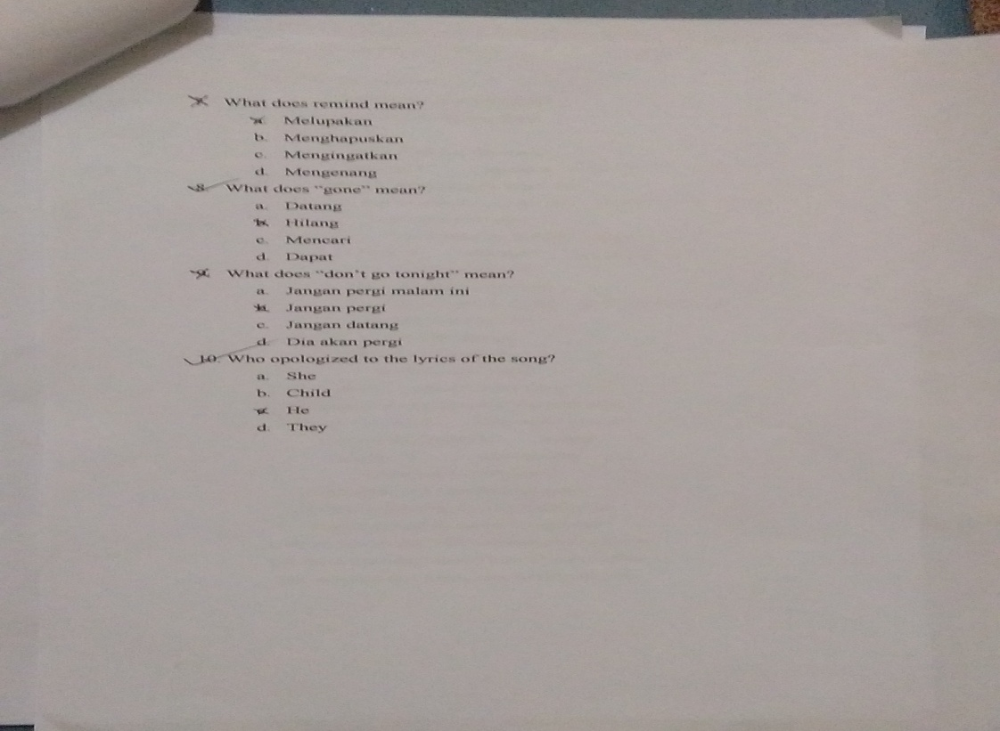 What does remind mean?
a. Melupakan
b. Menghapuskan
c. Mengingatkan
d. Mengenang
8. What does "gone" mean?
a. Datang
b. Hilang
c. Mencari
d. Dapat
9. What does "don't go tonight" mean?
a. Jangan pergi malam ini
b. Jangan pergi
c. Jangan datang
d. Dia akan pergi
10. Who opologized to the lyrics of the song?
a. She
b. Child
c. He
d. They